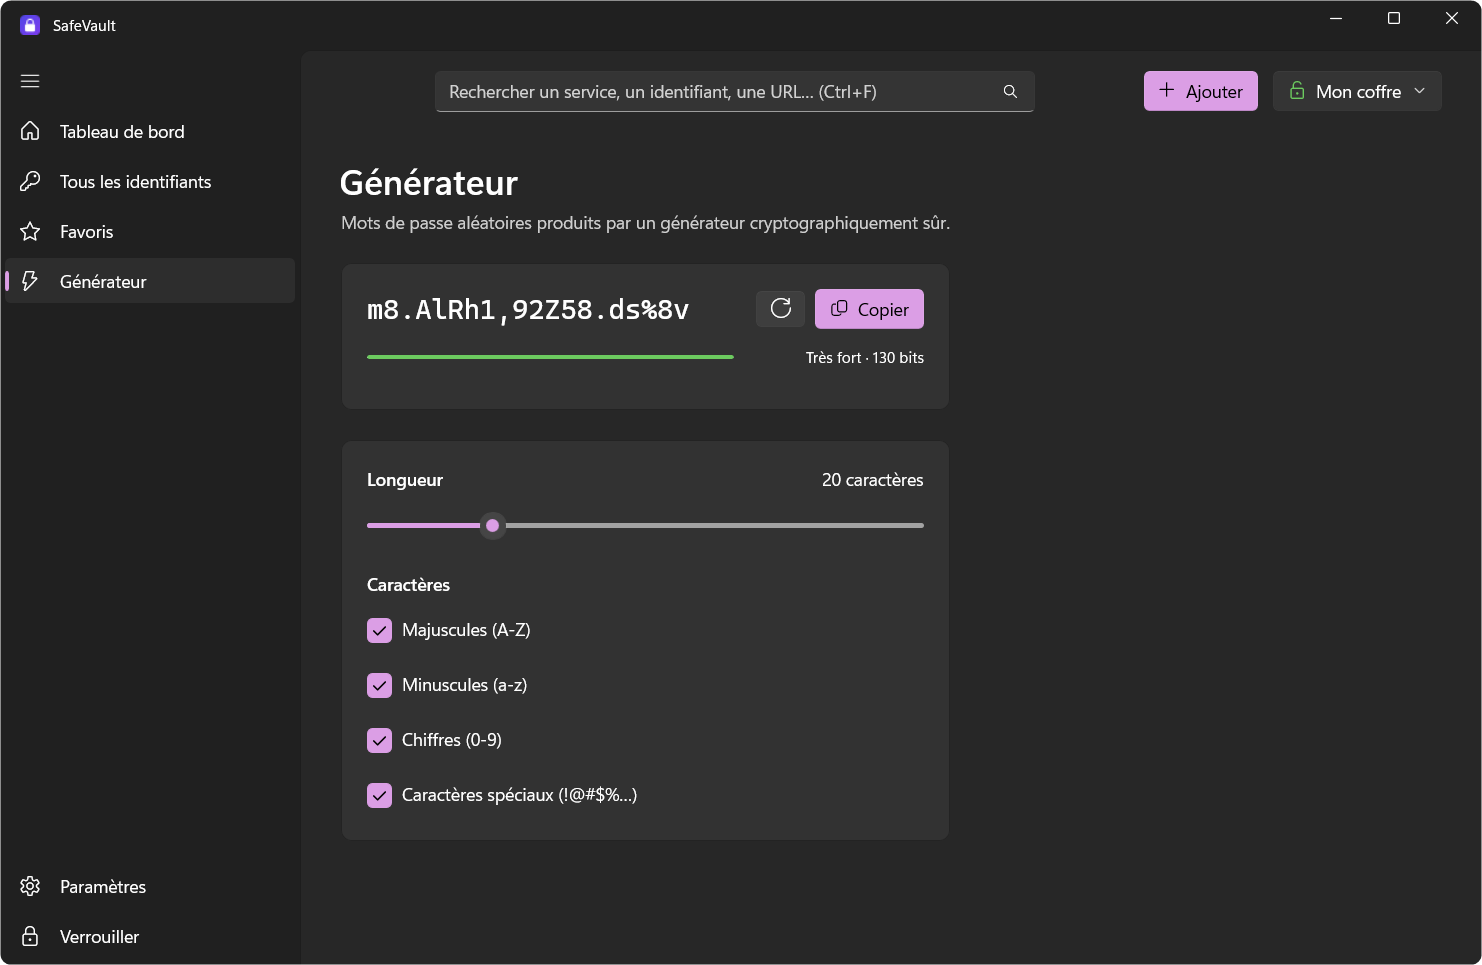 SafeVault
Rechercher un service, un identifiant, une URL... (Ctrl+F)
Ajouter
Mon coffre
Tableau de bord
Tous les identifiants
Favoris
Générateur
Générateur
Mots de passe aléatoires produits par un générateur cryptographiquement sûr.
m8.AlRh1,92Z58.ds%8v
Copier
Très fort · 130 bits
Longueur
20 caractères
Caractères
Majuscules (A-Z)
Minuscules (a-z)
Chiffres (0-9)
Caractères spéciaux (!@#$%...)
Paramètres
Verrouiller